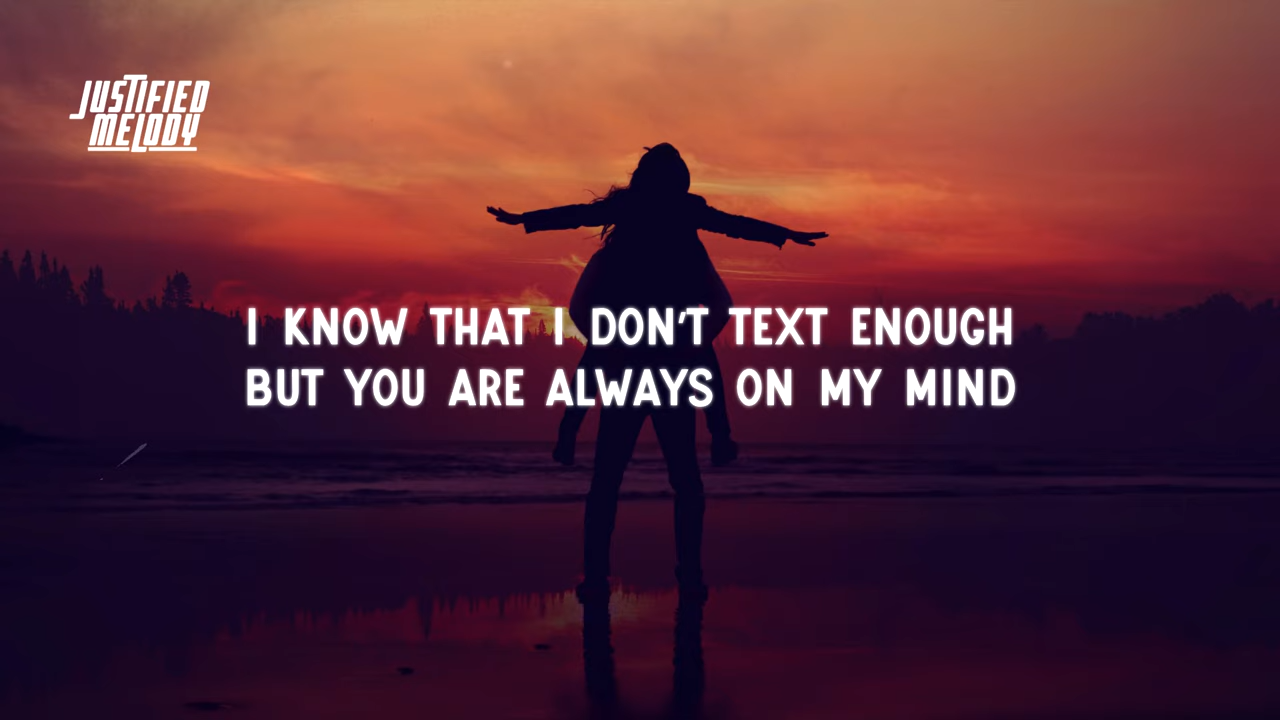 JUSTIFIED
MELODY
I KNOW THAT I DON'T TEXT ENOUGH
BUT YOU ARE ALWAYS ON MY MIND